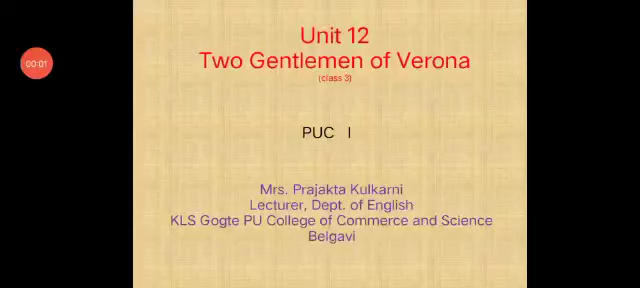 00:01
Unit 12
Two Gentlemen of Verona
(class 3)
PUC I
Mrs. Prajakta Kulkarni
Lecturer, Dept. of English
KLS Gogte PU College of Commerce and Science
Belgavi